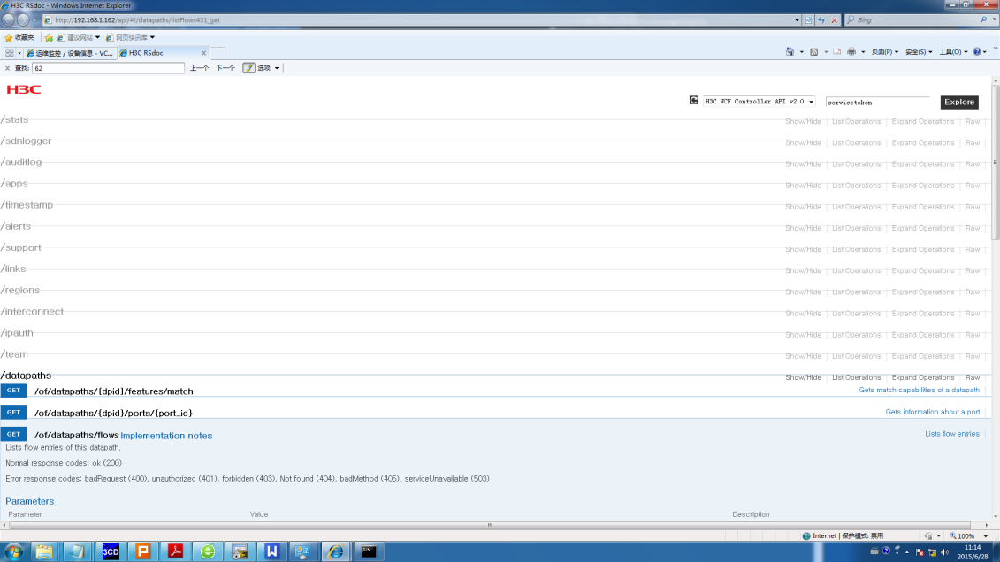 H3C RSdoc - Windows Internet Explorer
http://192.168.1.162/api/#!/datapaths/listFlows431_get
Bing
收藏夹 建议网站 网页快讯库
运维监控 / 设备信息 - VC... H3C RSdoc x 页面(P) 安全(S) 工具(O)
x 查找: 62 上一个 下一个 选项
H3C
H3C VCF Controller API v2.0 servicetoken Explore
/stats Show/Hide List Operations Expand Operations Raw
/sdnlogger Show/Hide List Operations Expand Operations Raw
/auditlog Show/Hide List Operations Expand Operations Raw
/apps Show/Hide List Operations Expand Operations Raw
/timestamp Show/Hide List Operations Expand Operations Raw
/alerts Show/Hide List Operations Expand Operations Raw
/support Show/Hide List Operations Expand Operations Raw
/links Show/Hide List Operations Expand Operations Raw
/regions Show/Hide List Operations Expand Operations Raw
/interconnect Show/Hide List Operations Expand Operations Raw
/ipauth Show/Hide List Operations Expand Operations Raw
/team Show/Hide List Operations Expand Operations Raw
/datapaths Show/Hide List Operations Expand Operations Raw
GET /of/datapaths/{dpid}/features/match Gets match capabilities of a datapath
GET /of/datapaths/{dpid}/ports/{port_id} Gets information about a port
GET /of/datapaths/flows Implementation notes Lists flow entries
Lists flow entries of this datapath.
Normal response codes: ok (200)
Error response codes: badRequest (400), unauthorized (401), forbidden (403), Not found (404), badMethod (405), serviceUnavailable (503)
Parameters
Parameter Value Description
Internet | 保护模式: 禁用 100%
3CD P W
11:14
2015/6/28